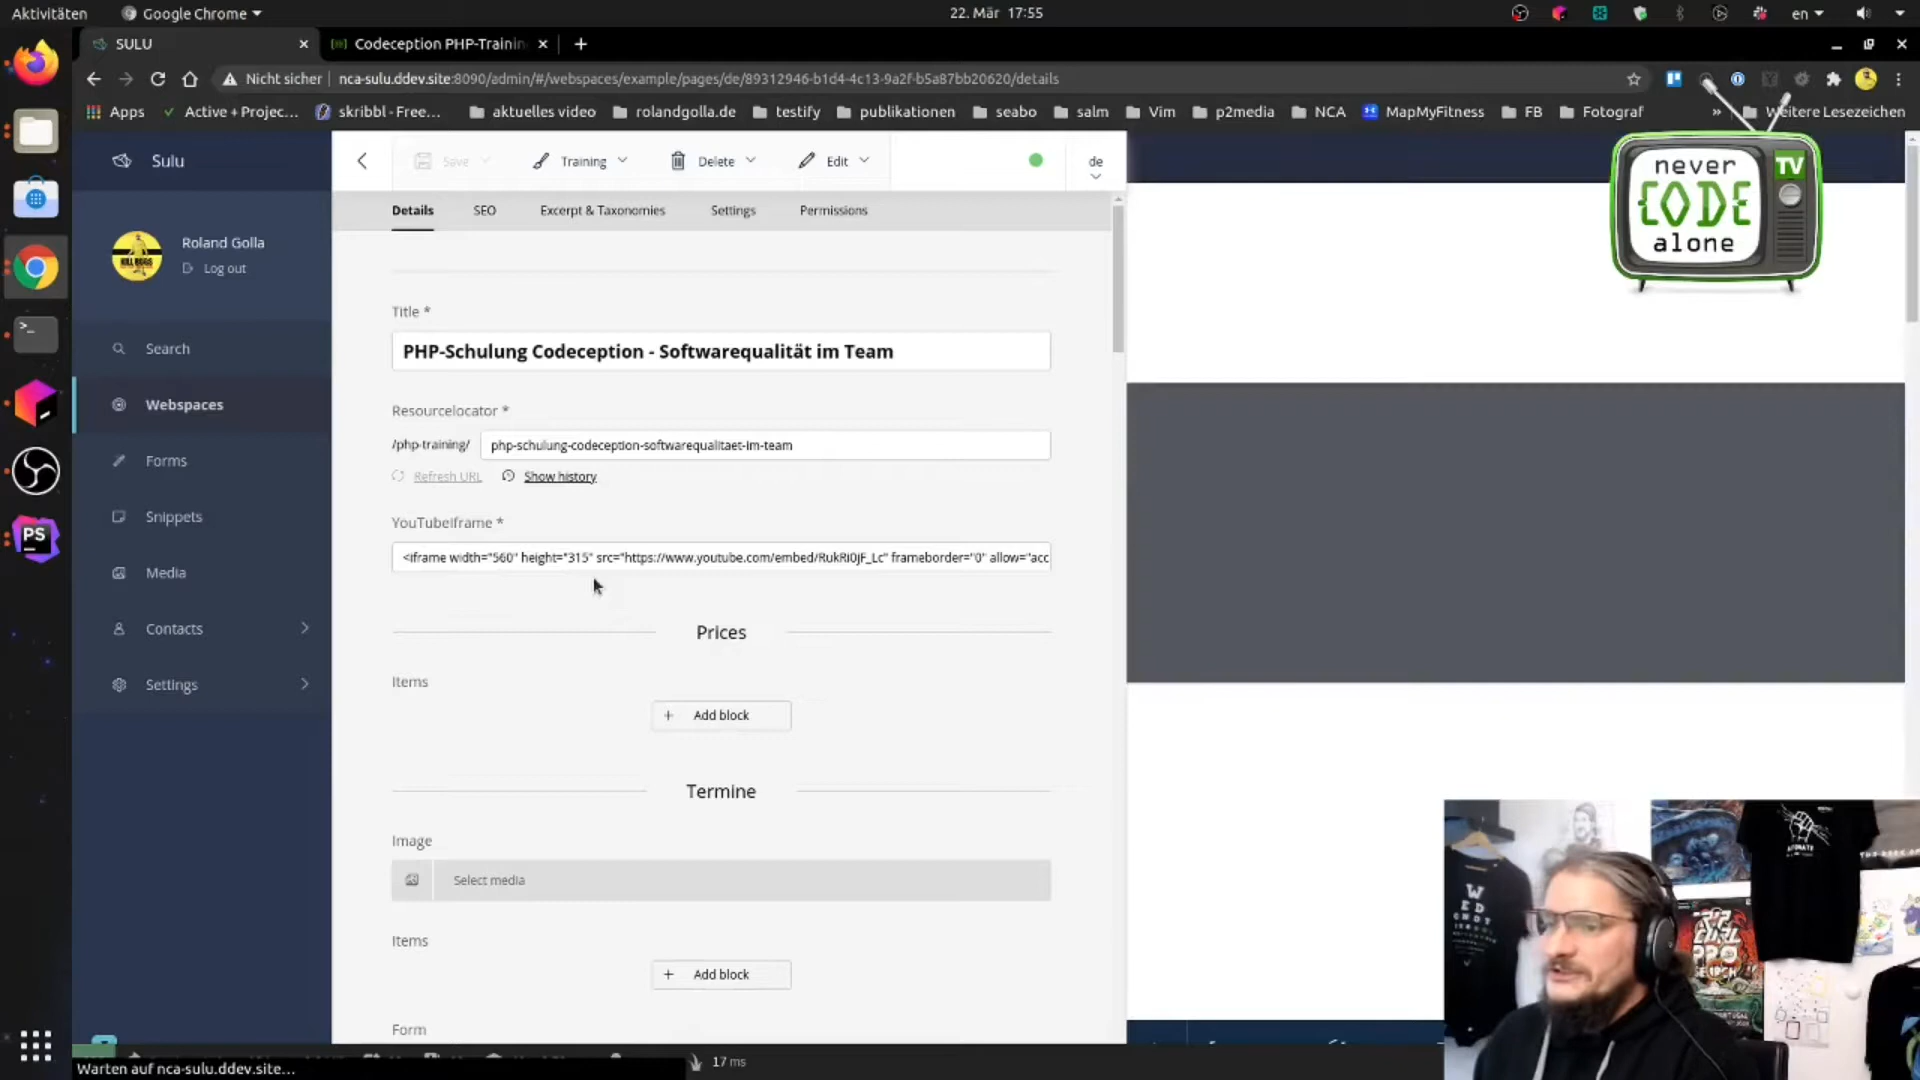 Aktivitäten
Google Chrome
22. Mär 17:55
en
SULU
Codeception PHP-Trainin
Nicht sicher
nca-sulu.ddev.site:8090/admin/#/webspaces/example/pages/de/89312946-b1d4-4c13-9a2f-b5a87bb20620/details
Apps
Active + Projec...
skribbl - Free...
aktuelles video
rolandgolla.de
testify
publikationen
seabo
salm
Vim
p2media
NCA
MapMyFitness
FB
Fotograf
»
Weitere Lesezeichen
Sulu
Save
Training
Delete
Edit
de
never
CODE
alone
TV
Details
SEO
Excerpt & Taxonomies
Settings
Permissions
Roland Golla
Log out
Search
Webspaces
Forms
Snippets
Media
Contacts
Settings
Title *
PHP-Schulung Codeception - Softwarequalität im Team
Resourcelocator *
/php-training/
php-schulung-codeception-softwarequalitaet-im-team
Refresh URL
Show history
YouTubeIframe *
<iframe width="560" height="315" src="https://www.youtube.com/embed/RukRi0jF_Lc" frameborder="0" allow="acc
Prices
Items
+ Add block
Termine
Image
Select media
Items
+ Add block
Form
PS
17 ms
Warten auf nca-sulu.ddev.site...